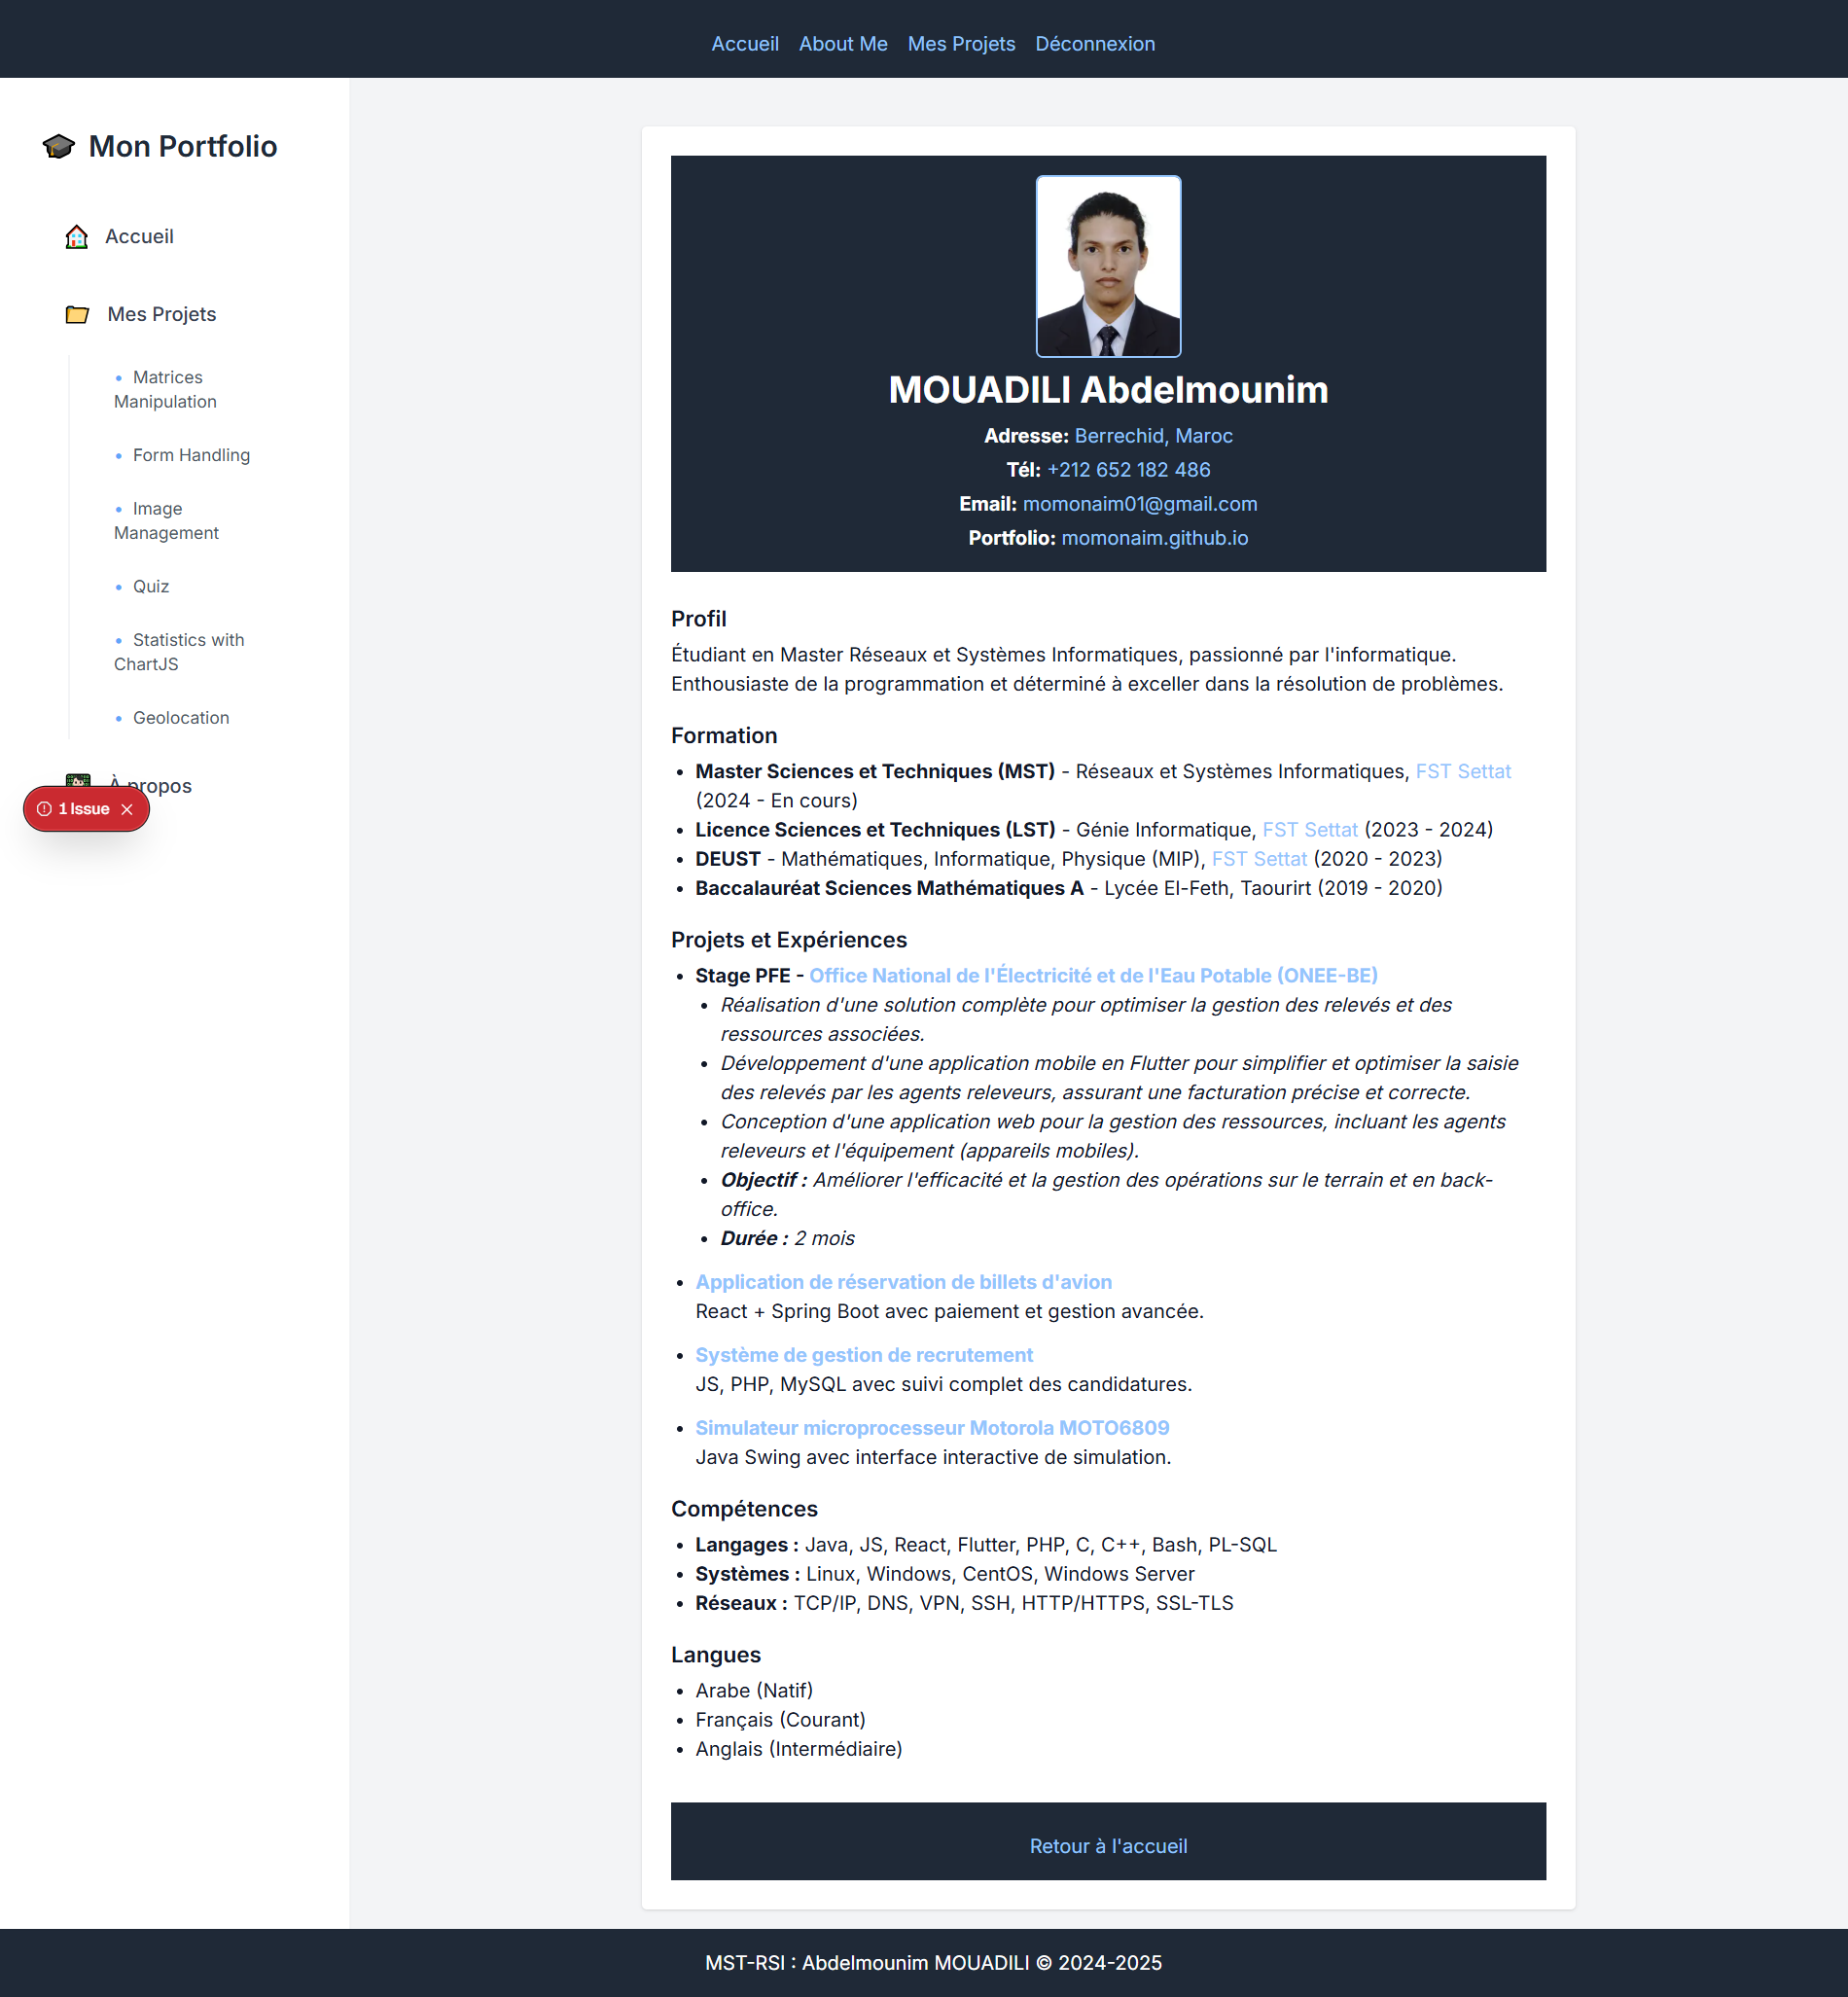 Accueil About Me Mes Projets Déconnexion
🎓 Mon Portfolio
🏠 Accueil
📁 Mes Projets
• Matrices
Manipulation
• Form Handling
• Image
Management
• Quiz
• Statistics with
ChartJS
• Geolocation
À propos
1 Issue
MOUADILI Abdelmounim
Adresse: Berrechid, Maroc
Tél: +212 652 182 486
Email: momonaim01@gmail.com
Portfolio: momonaim.github.io
Profil
Étudiant en Master Réseaux et Systèmes Informatiques, passionné par l'informatique.
Enthousiaste de la programmation et déterminé à exceller dans la résolution de problèmes.
Formation
• Master Sciences et Techniques (MST) - Réseaux et Systèmes Informatiques, FST Settat
(2024 - En cours)
• Licence Sciences et Techniques (LST) - Génie Informatique, FST Settat (2023 - 2024)
• DEUST - Mathématiques, Informatique, Physique (MIP), FST Settat (2020 - 2023)
• Baccalauréat Sciences Mathématiques A - Lycée El-Feth, Taourirt (2019 - 2020)
Projets et Expériences
• Stage PFE - Office National de l'Électricité et de l'Eau Potable (ONEE-BE)
• Réalisation d'une solution complète pour optimiser la gestion des relevés et des
ressources associées.
• Développement d'une application mobile en Flutter pour simplifier et optimiser la saisie
des relevés par les agents releveurs, assurant une facturation précise et correcte.
• Conception d'une application web pour la gestion des ressources, incluant les agents
releveurs et l'équipement (appareils mobiles).
• Objectif : Améliorer l'efficacité et la gestion des opérations sur le terrain et en back-
office.
• Durée : 2 mois
• Application de réservation de billets d'avion
React + Spring Boot avec paiement et gestion avancée.
• Système de gestion de recrutement
JS, PHP, MySQL avec suivi complet des candidatures.
• Simulateur microprocesseur Motorola MOTO6809
Java Swing avec interface interactive de simulation.
Compétences
• Langages : Java, JS, React, Flutter, PHP, C, C++, Bash, PL-SQL
• Systèmes : Linux, Windows, CentOS, Windows Server
• Réseaux : TCP/IP, DNS, VPN, SSH, HTTP/HTTPS, SSL-TLS
Langues
• Arabe (Natif)
• Français (Courant)
• Anglais (Intermédiaire)
Retour à l'accueil
MST-RSI : Abdelmounim MOUADILI © 2024-2025